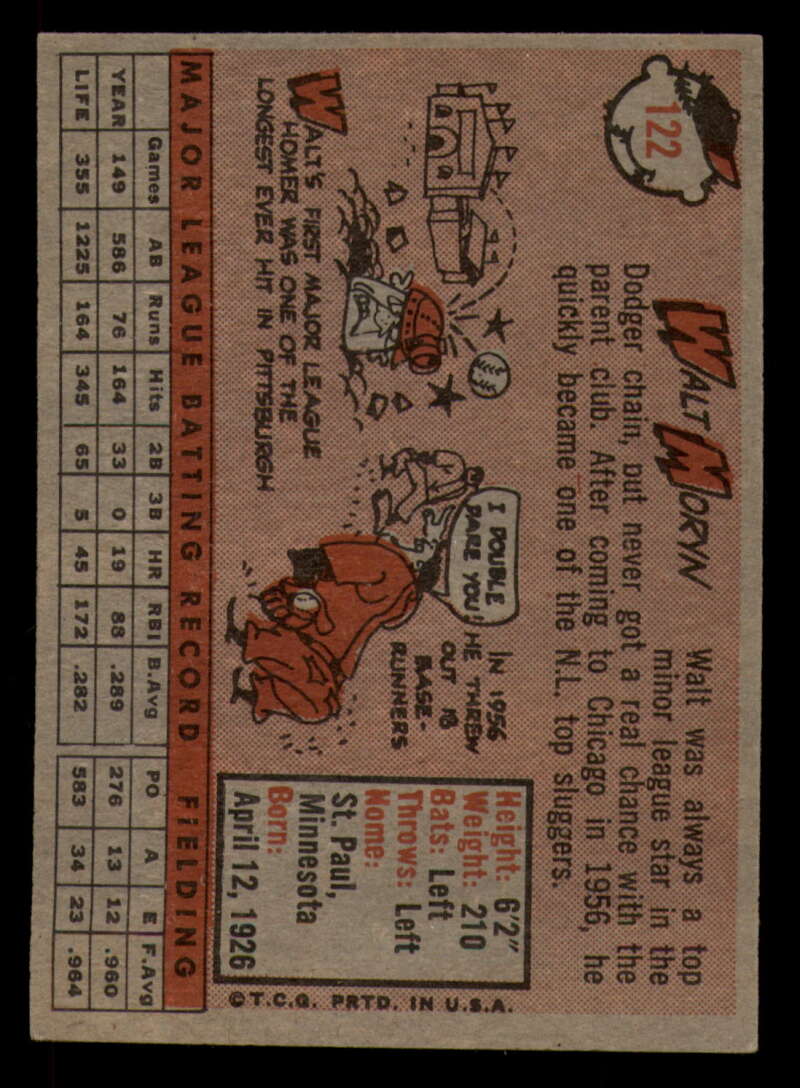 122
WALT MORYN
Walt was always a top
minor league star in the
Dodger chain, but never got a real chance with the
parent club. After coming to Chicago in 1956, he
quickly became one of the N.L. top sluggers.
WALT'S FIRST MAJOR LEAGUE
HOMER WAS ONE OF THE
LONGEST EVER HIT IN PITTSBURGH
I DOUBLE
DARE YOU!
IN 1956
HE THREW
OUT 18
BASE-
RUNNERS
Height: 6'2"
Weight: 210
Bats: Left
Throws: Left
Home:
St. Paul,
Minnesota
Born:
April 12, 1926
©T.C.G. PRTD. IN U.S.A.
MAJOR LEAGUE BATTING RECORD FIELDING
Games AB Runs Hits 2B 3B HR RBI B.Avg PO A E F.Avg
YEAR 149 586 76 164 33 0 19 88 .289 276 13 12 .960
LIFE 355 1225 164 345 65 5 45 172 .282 583 34 23 .964